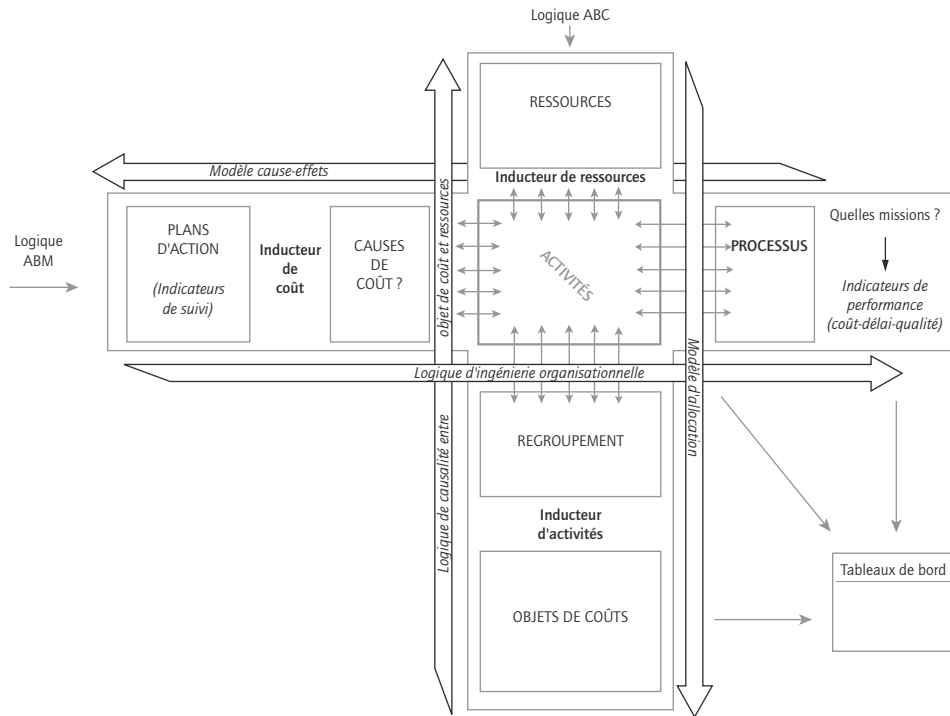 Logique ABC
RESSOURCES
Modèle cause-effets
Inducteur de ressources
Logique
ABM
PLANS
D'ACTION
(Indicateurs
de suivi)
Inducteur
de
coût
CAUSES
DE
COÛT ?
Logique de causalité entre
objet de coût et ressources
ACTIVITÉS
PROCESSUS
Quelles missions ?
Indicateurs de
performance
(coût-délai-qualité)
Modèle d'allocation
Logique d'ingénierie organisationnelle
REGROUPEMENT
Inducteur
d'activités
OBJETS DE COÛTS
Tableaux de bord